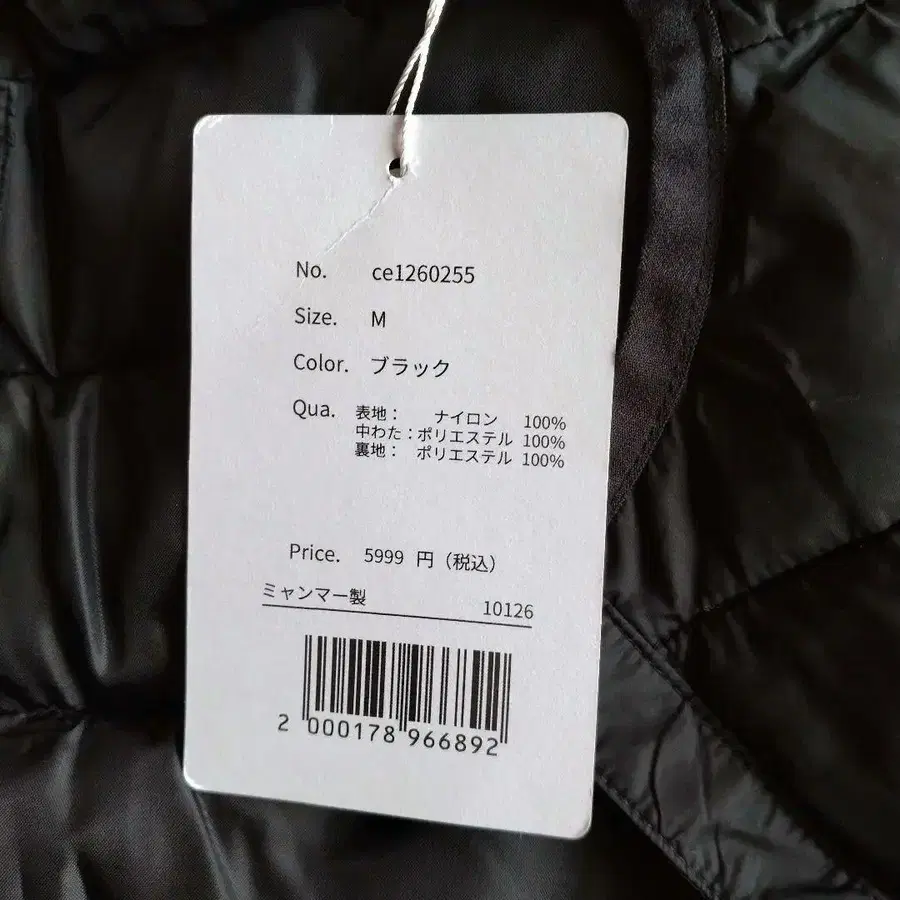 No. ce1260255
Size. M
Color. ブラック
Qua. 表地： ナイロン 100%
中わた：ポリエステル 100%
裏地： ポリエステル 100%
Price. 5999 円（税込）
ミャンマー製 10126
2 000178 966892